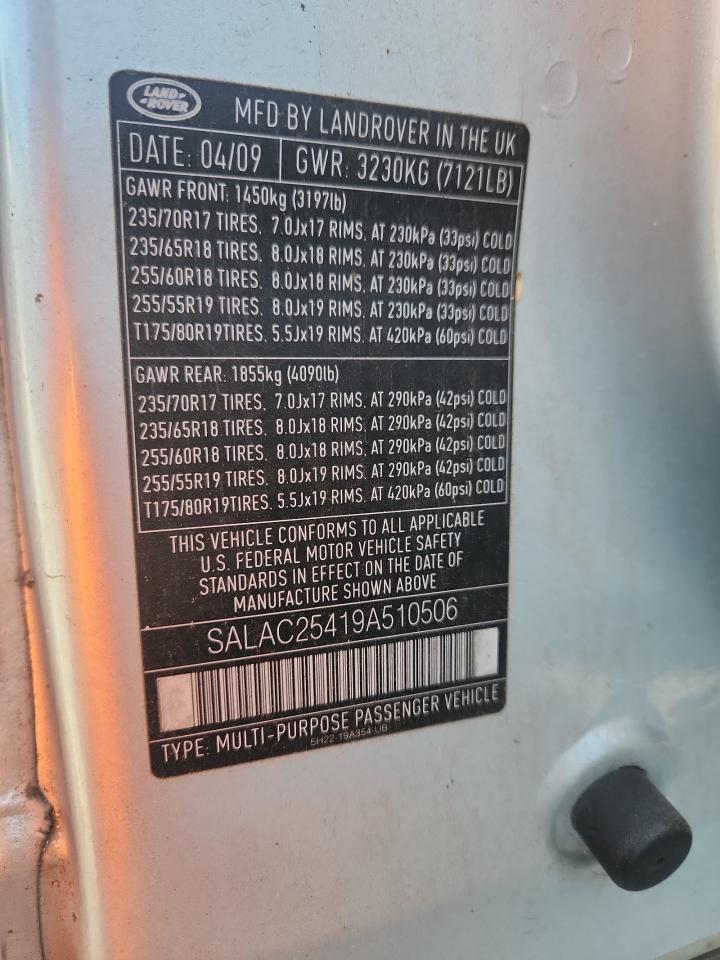 LAND ROVER
MFD BY LANDROVER IN THE UK
DATE: 04/09 GWR: 3230KG (7121LB)
GAWR FRONT: 1450kg (3197lb)
235/70R17 TIRES. 7.0Jx17 RIMS. AT 230kPa (33psi) COLD
235/65R18 TIRES. 8.0Jx18 RIMS. AT 230kPa (33psi) COLD
255/60R18 TIRES. 8.0Jx18 RIMS. AT 230kPa (33psi) COLD
255/55R19 TIRES. 8.0Jx19 RIMS. AT 230kPa (33psi) COLD
T175/80R19TIRES. 5.5Jx19 RIMS. AT 420kPa (60psi) COLD
GAWR REAR: 1855kg (4090lb)
235/70R17 TIRES. 7.0Jx17 RIMS. AT 290kPa (42psi) COLD
235/65R18 TIRES. 8.0Jx18 RIMS. AT 290kPa (42psi) COLD
255/60R18 TIRES. 8.0Jx18 RIMS. AT 290kPa (42psi) COLD
255/55R19 TIRES. 8.0Jx19 RIMS. AT 290kPa (42psi) COLD
T175/80R19TIRES. 5.5Jx19 RIMS. AT 420kPa (60psi) COLD
THIS VEHICLE CONFORMS TO ALL APPLICABLE
U.S. FEDERAL MOTOR VEHICLE SAFETY
STANDARDS IN EFFECT ON THE DATE OF
MANUFACTURE SHOWN ABOVE
SALAC25419A510506
TYPE: MULTI-PURPOSE PASSENGER VEHICLE
5H22-19A354-UB